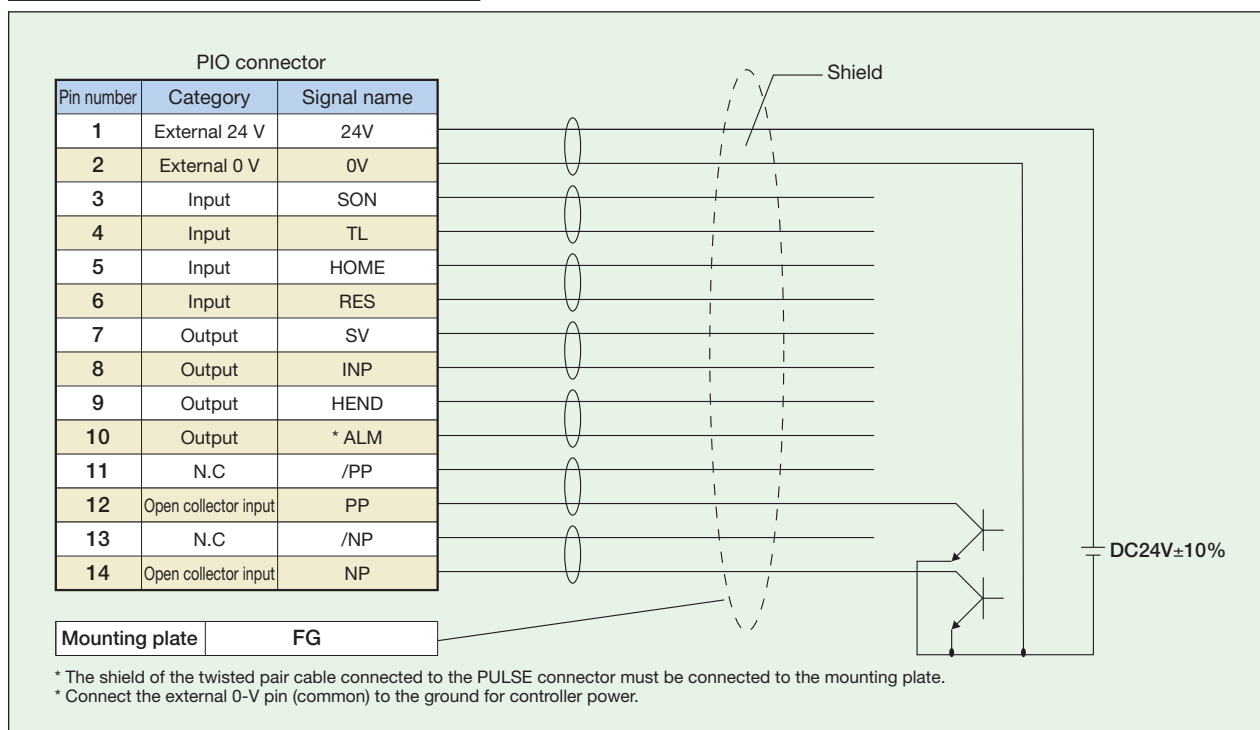 PIO connector
Shield
Pin number Category Signal name
1 External 24 V 24V
2 External 0 V 0V
3 Input SON
4 Input TL
5 Input HOME
6 Input RES
7 Output SV
8 Output INP
9 Output HEND
10 Output * ALM
11 N.C /PP
12 Open collector input PP
13 N.C /NP
14 Open collector input NP
DC24V±10%
Mounting plate FG
* The shield of the twisted pair cable connected to the PULSE connector must be connected to the mounting plate.
* Connect the external 0-V pin (common) to the ground for controller power.